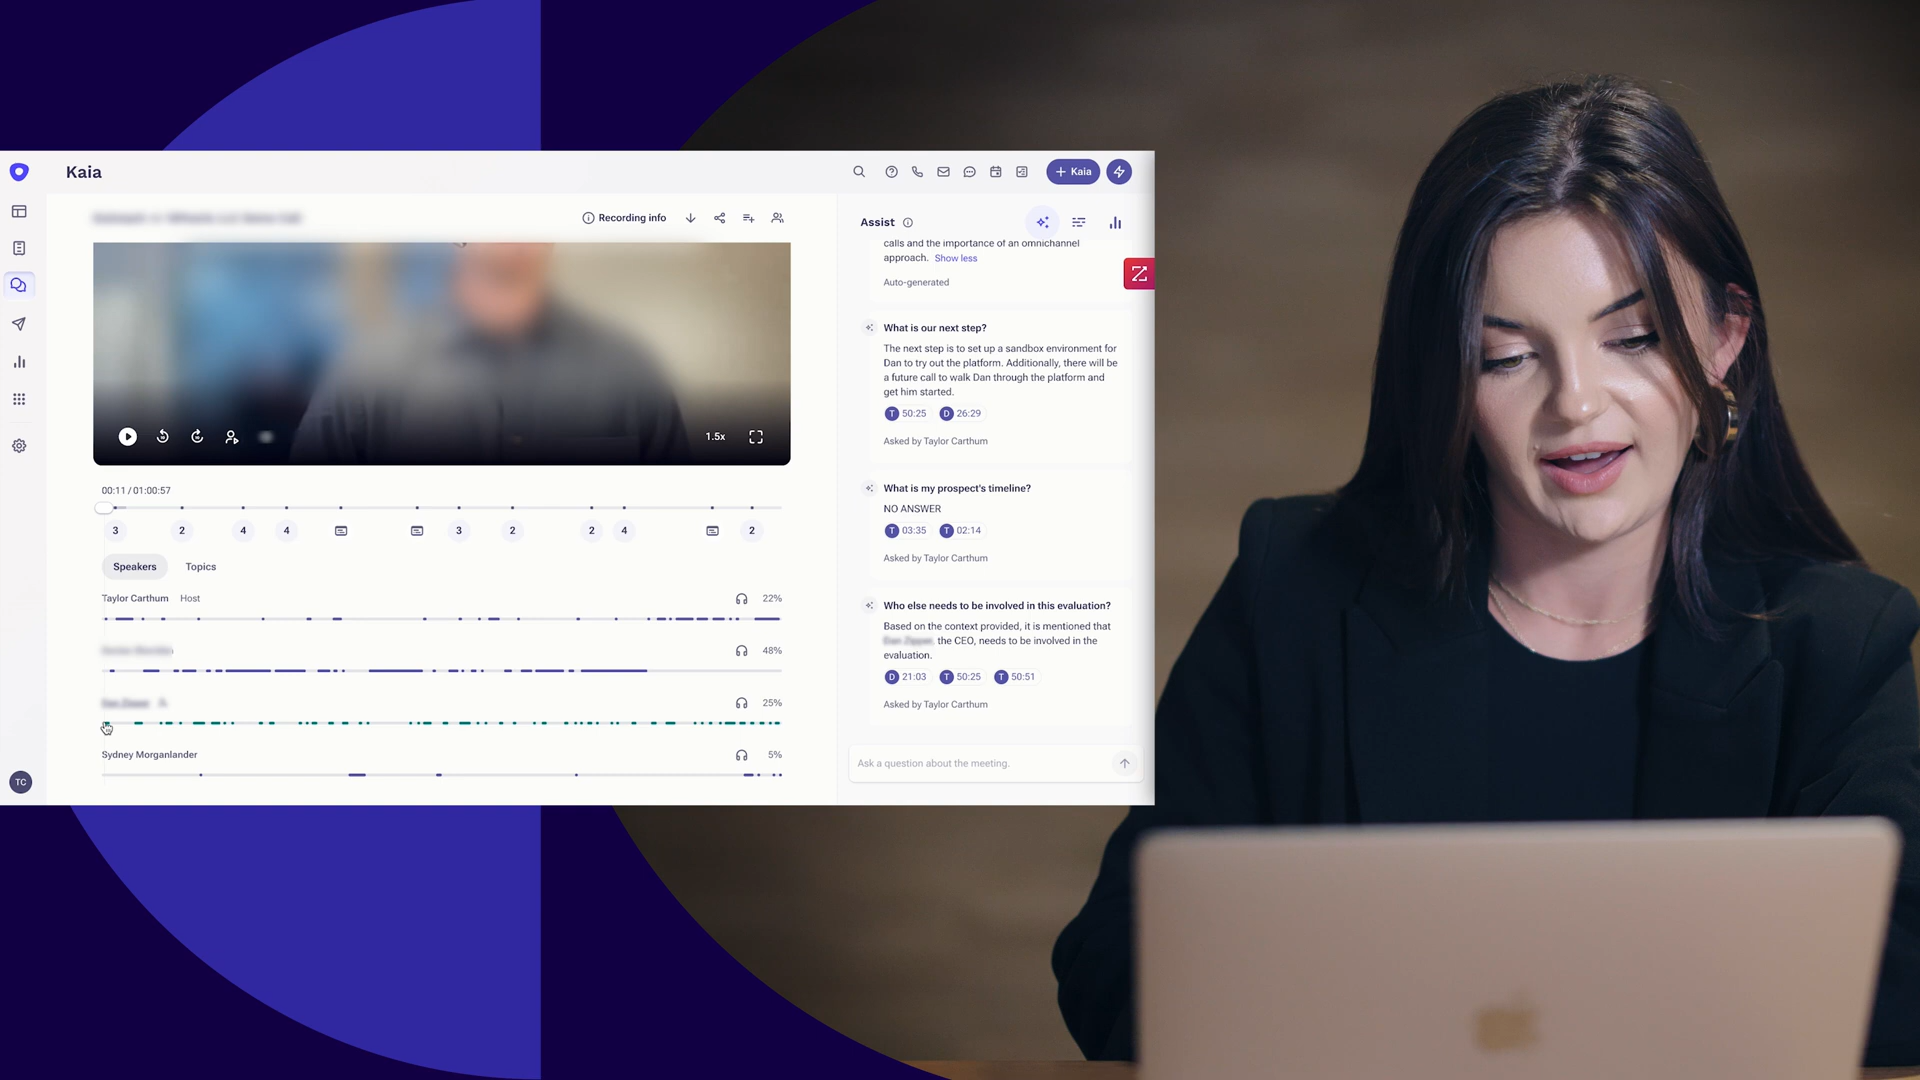 Kaia
+ Kaia
Recording info
1.5x
00:11 / 01:00:57
3
2
4
4
3
2
2
4
2
Speakers
Topics
Taylor Carthum
Host
22%
48%
25%
Sydney Morganlander
5%
TC
Assist
calls and the importance of an omnichannel
approach. Show less
Auto-generated
What is our next step?
The next step is to set up a sandbox environment for
Dan to try out the platform. Additionally, there will be
a future call to walk Dan through the platform and
get him started.
T 50:25 D 26:29
Asked by Taylor Carthum
What is my prospect's timeline?
NO ANSWER
T 03:35 T 02:14
Asked by Taylor Carthum
Who else needs to be involved in this evaluation?
Based on the context provided, it is mentioned that
the CEO, needs to be involved in the
evaluation.
D 21:03 T 50:25 T 50:51
Asked by Taylor Carthum
Ask a question about the meeting.